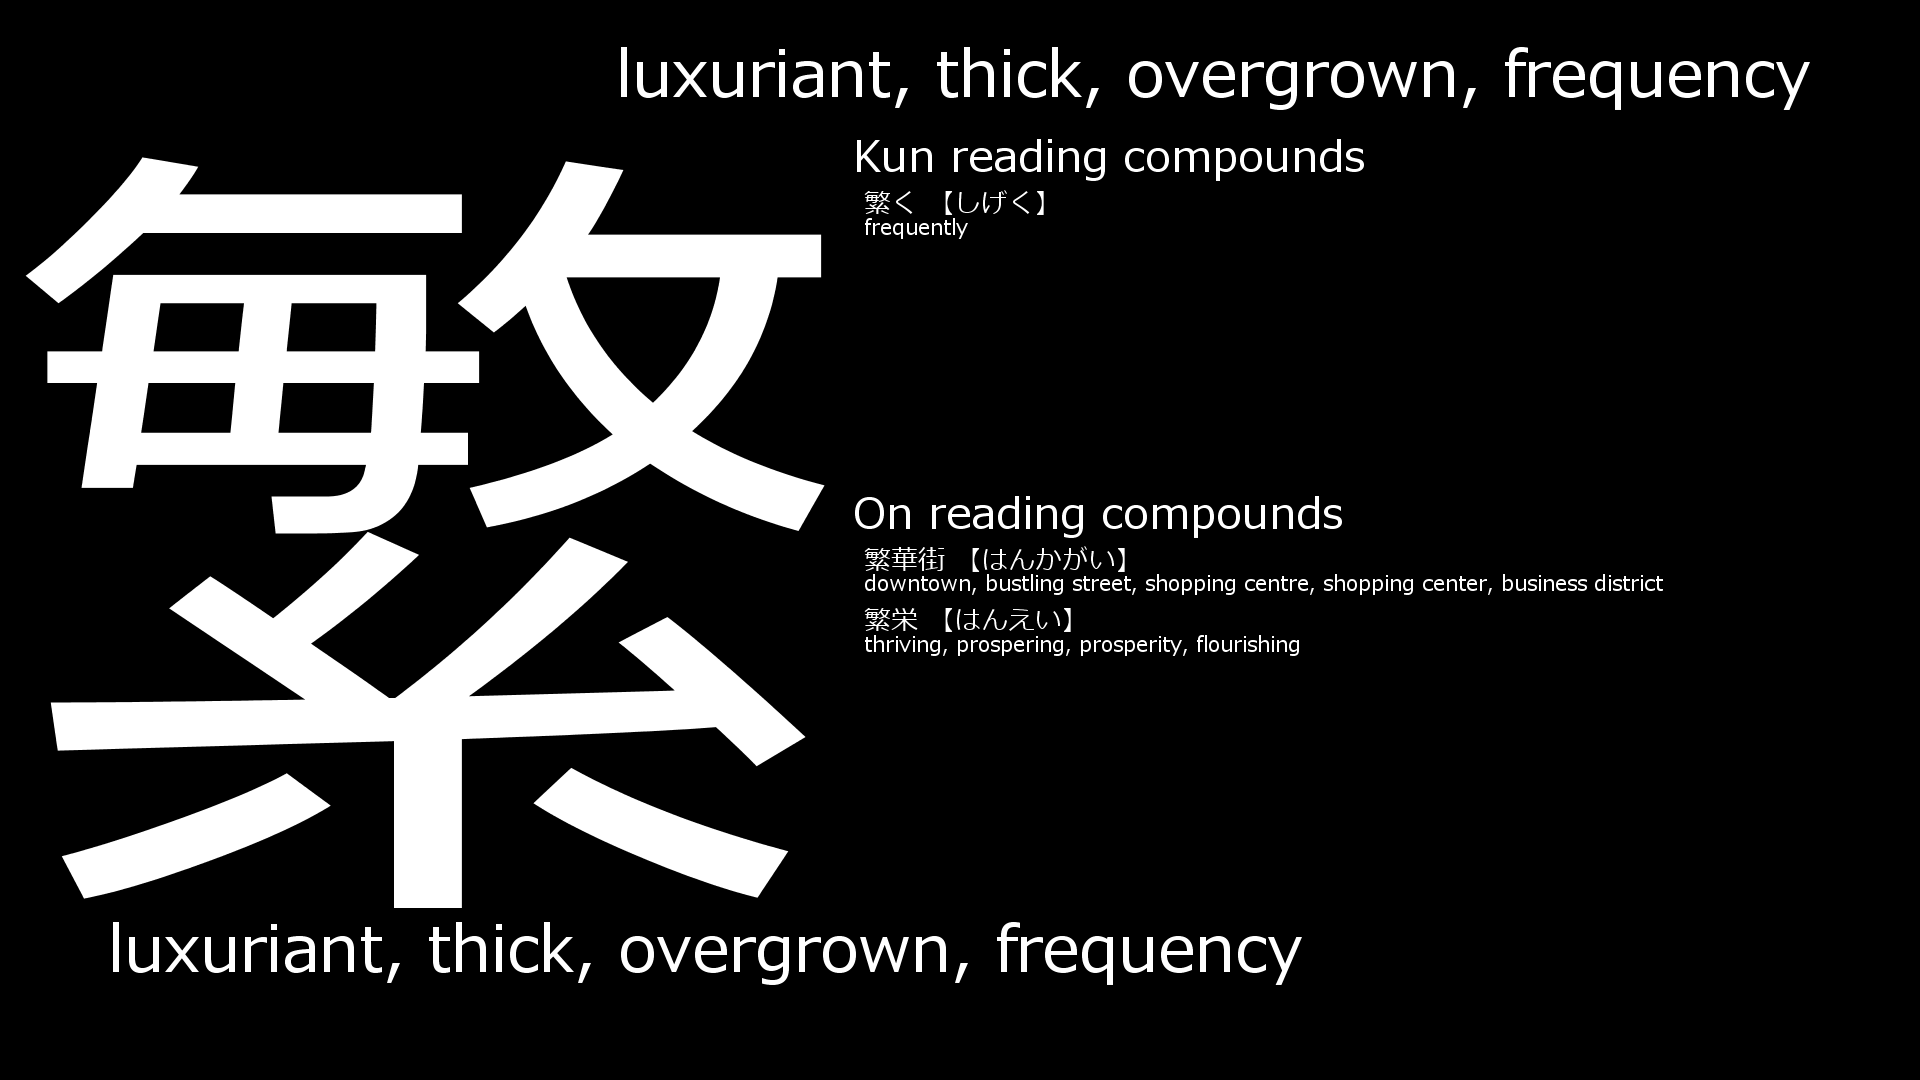 luxuriant, thick, overgrown, frequency
繁
Kun reading compounds
繁く 【しげく】
frequently
On reading compounds
繁華街 【はんかがい】
downtown, bustling street, shopping centre, shopping center, business district
繁栄 【はんえい】
thriving, prospering, prosperity, flourishing
luxuriant, thick, overgrown, frequency